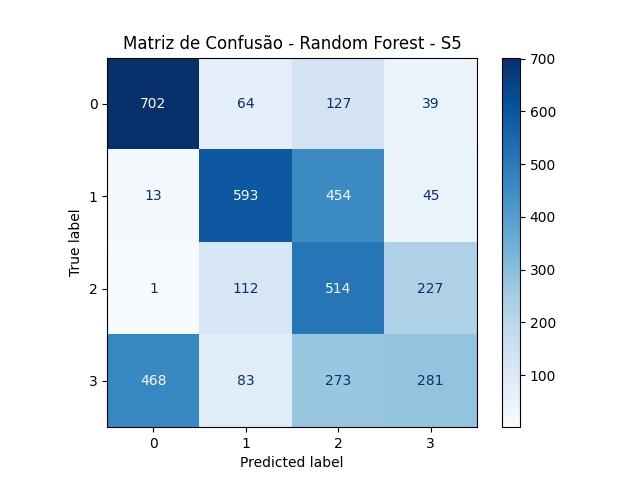 Matriz de Confusão - Random Forest - S5
0 702 64 127 39
1 13 593 454 45
2 1 112 514 227
3 468 83 273 281
0 1 2 3
Predicted label
True label
700
600
500
400
300
200
100